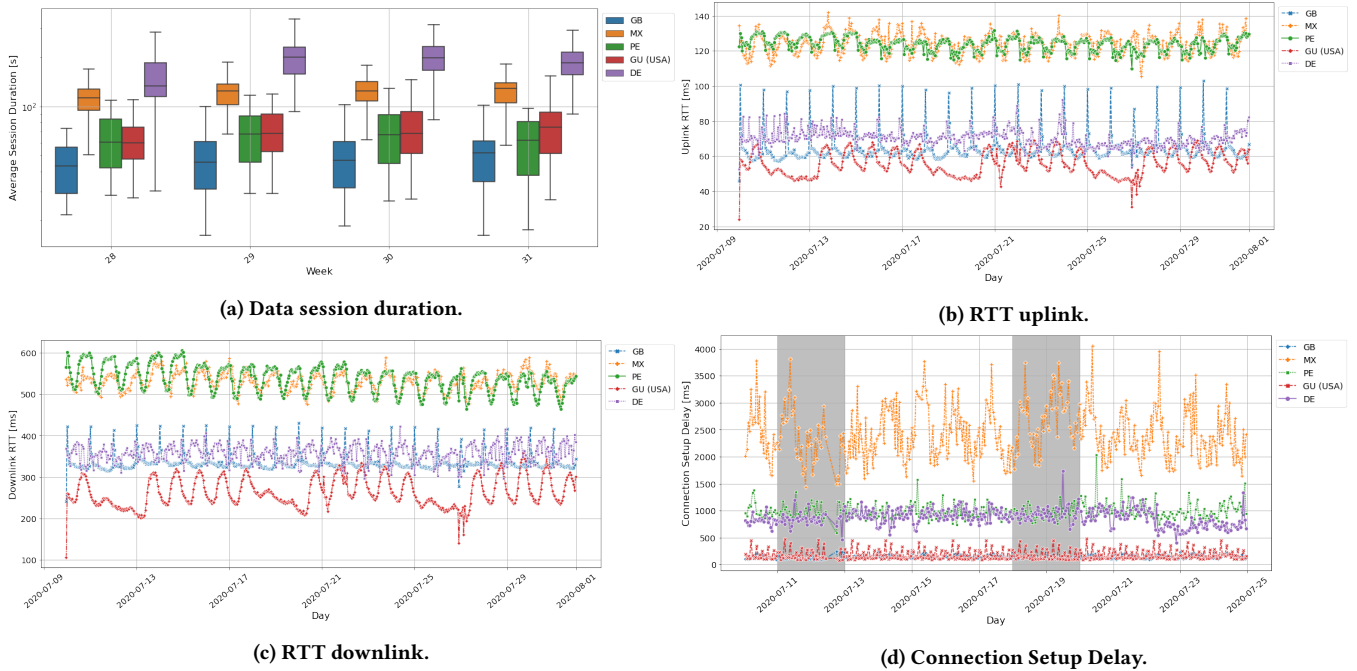 Average Session Duration [s]
10²
28
29
30
31
Week
GB
MX
PE
GU (USA)
DE
(a) Data session duration.
Uplink RTT [ms]
140
120
100
80
60
40
20
2020-07-09
2020-07-13
2020-07-17
2020-07-21
2020-07-25
2020-07-29
2020-08-01
Day
GB
MX
PE
GU (USA)
DE
(b) RTT uplink.
Downlink RTT [ms]
600
500
400
300
200
100
2020-07-09
2020-07-13
2020-07-17
2020-07-21
2020-07-25
2020-07-29
2020-08-01
Day
GB
MX
PE
GU (USA)
DE
(c) RTT downlink.
Connection Setup Delay [ms]
4000
3500
3000
2500
2000
1500
1000
500
0
2020-07-11
2020-07-13
2020-07-15
2020-07-17
2020-07-19
2020-07-21
2020-07-23
2020-07-25
Day
GB
MX
PE
GU (USA)
DE
(d) Connection Setup Delay.